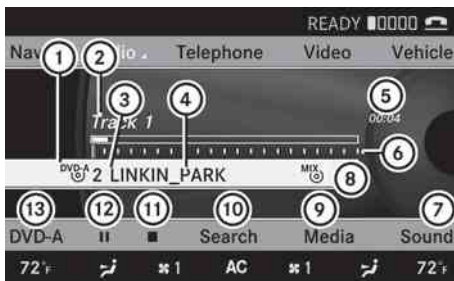 READY
Nav dio Telephone Video Vehicle
1 2 3 4 5
Track 1 00:04
6
DVD-A 2 LINKIN_PARK MIX 8
13 12 11 10 9 7
DVD-A Search Media Sound
72°F 1 AC 1 72°F